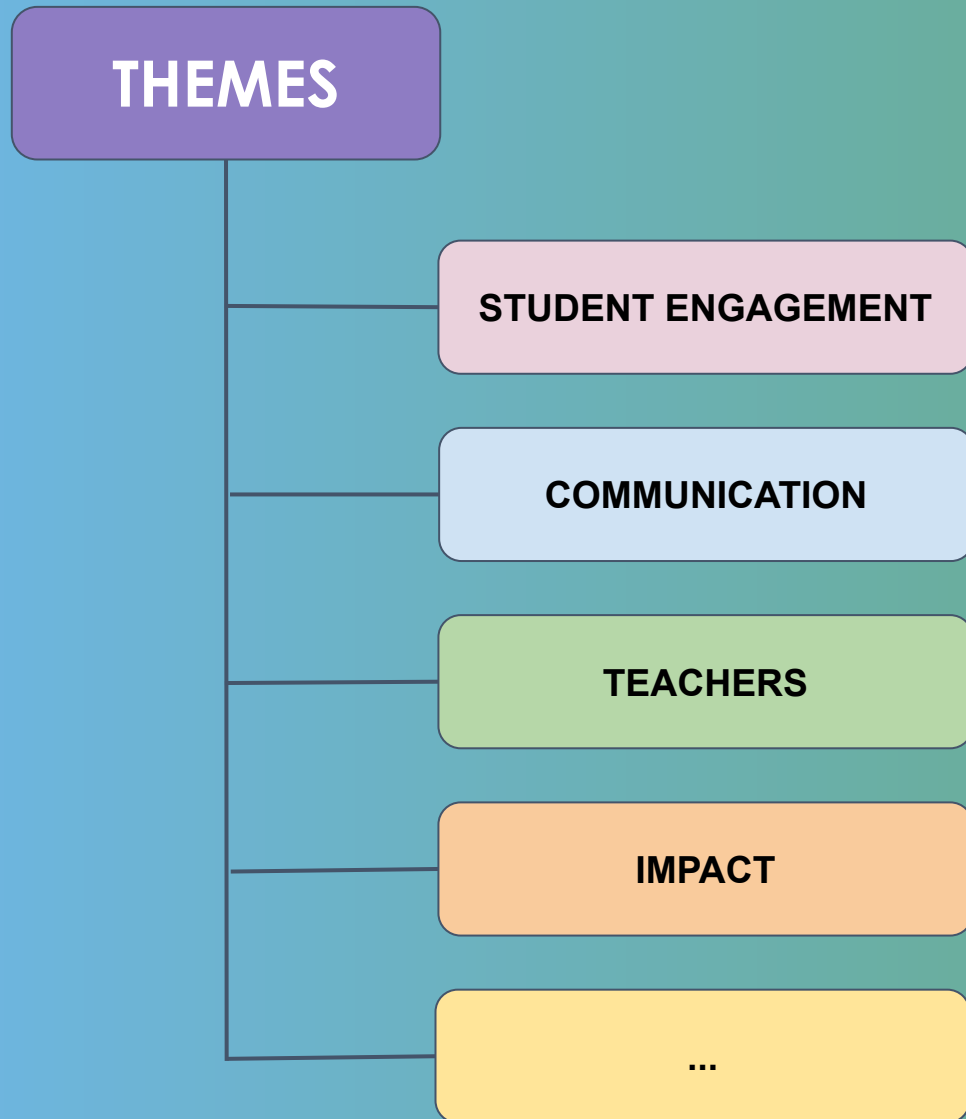 THEMES
STUDENT ENGAGEMENT
COMMUNICATION
TEACHERS
IMPACT
...